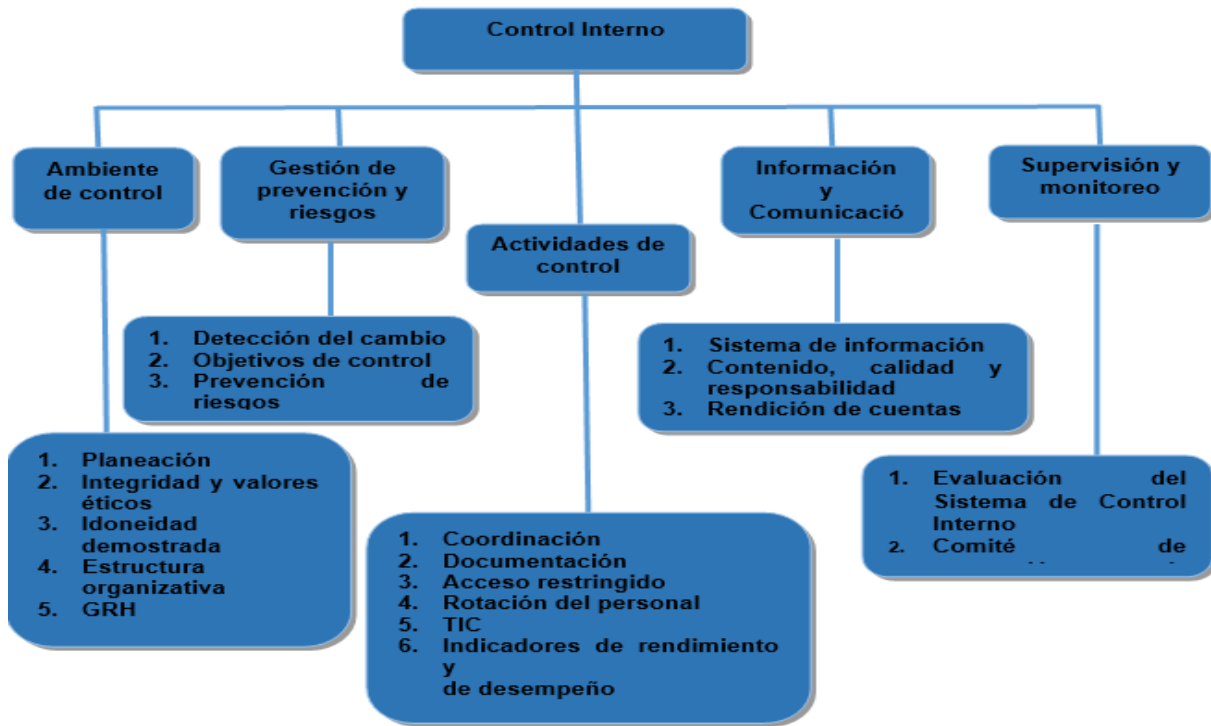 Control Interno
Ambiente
de control
Gestión de
prevención y
riesgos
Actividades de
control
Información
y
Comunicació
Supervisión y
monitoreo
1. Detección del cambio
2. Objetivos de control
3. Prevención de
riesgos
1. Sistema de información
2. Contenido, calidad y
responsabilidad
3. Rendición de cuentas
1. Planeación
2. Integridad y valores
éticos
3. Idoneidad
demostrada
4. Estructura
organizativa
5. GRH
1. Coordinación
2. Documentación
3. Acceso restringido
4. Rotación del personal
5. TIC
6. Indicadores de rendimiento
y
de desempeño
1. Evaluación del
Sistema de Control
Interno
2. Comité de